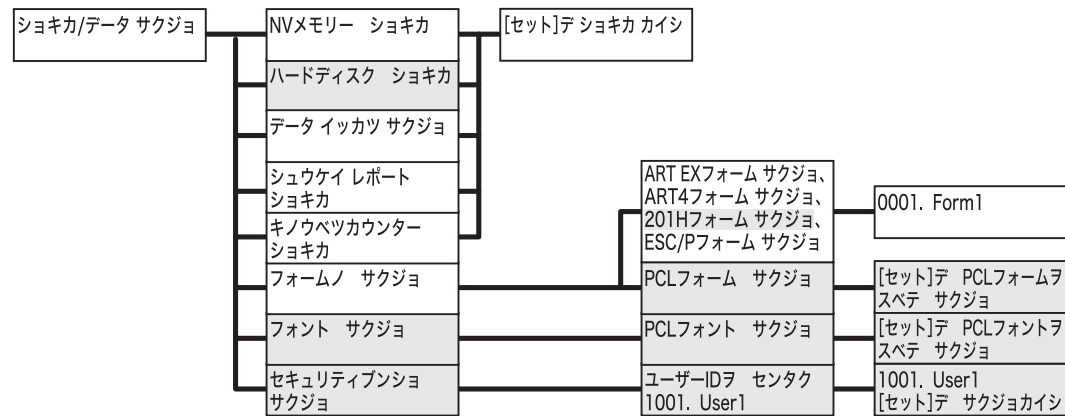 ショキカ/データ サクジョ
NVメモリー　ショキカ
[セット]デ ショキカ カイシ
ハードディスク　ショキカ
データ イッカツ サクジョ
シュウケイ レポート
ショキカ
キノウベツカウンター
ショキカ
フォームノ　サクジョ
ART EXフォーム サクジョ、
ART4フォーム サクジョ、
201Hフォーム サクジョ、
ESC/Pフォーム サクジョ
0001. Form1
PCLフォーム　サクジョ
[セット]デ　PCLフォームヲ
スベテ　サクジョ
フォント　サクジョ
PCLフォント　サクジョ
[セット]デ　PCLフォントヲ
スベテ　サクジョ
セキュリティブンショ
サクジョ
ユーザーIDヲ　センタク
1001. User1
1001. User1
[セット]デ サクジョカイシ